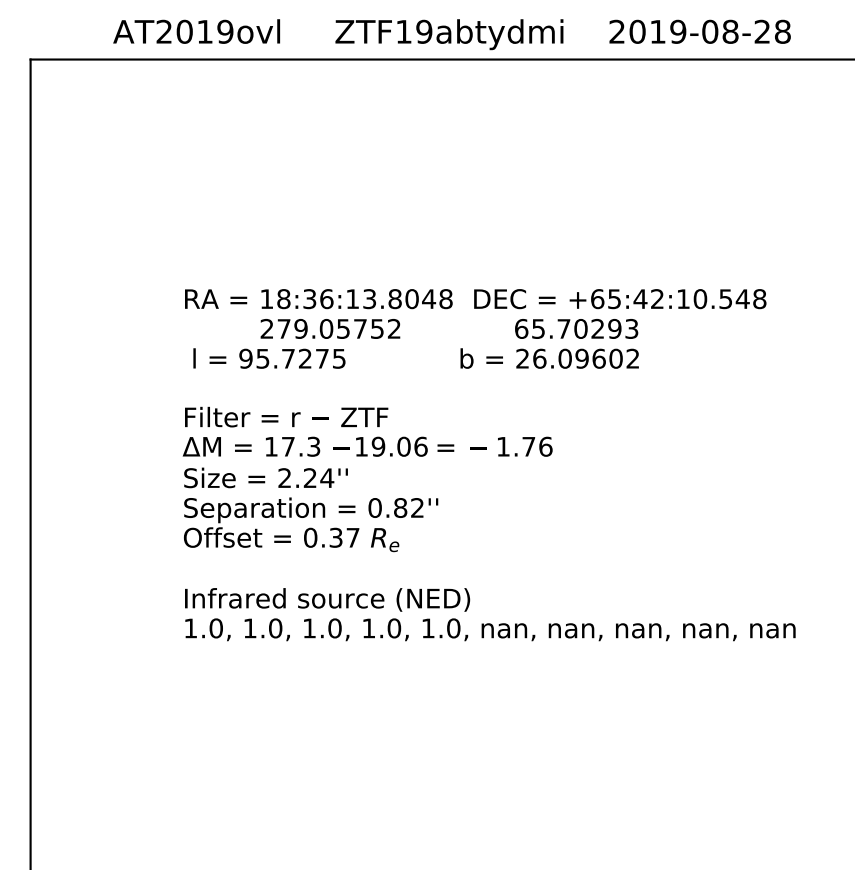 AT2019ovl ZTF19abtydmi 2019-08-28
RA = 18:36:13.8048 DEC = +65:42:10.548
279.05752 65.70293
l = 95.7275 b = 26.09602
Filter = r − ZTF
ΔM = 17.3 −19.06 = − 1.76
Size = 2.24''
Separation = 0.82''
Offset = 0.37 Re
Infrared source (NED)
1.0, 1.0, 1.0, 1.0, 1.0, nan, nan, nan, nan, nan